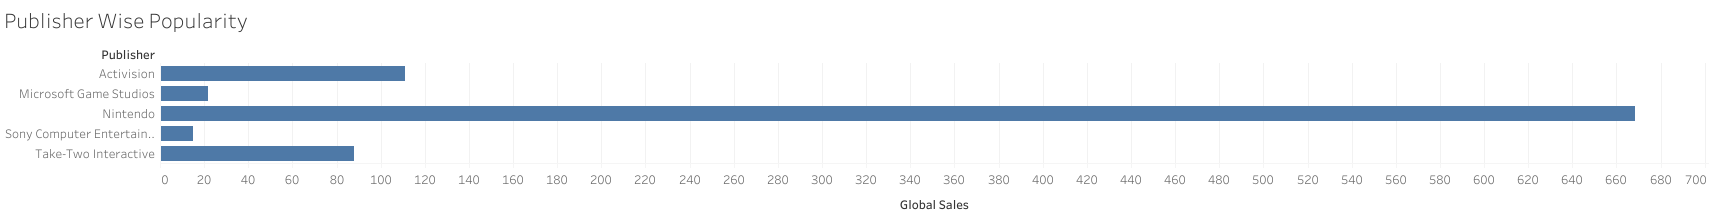 Publisher Wise Popularity
Publisher
Activision
Microsoft Game Studios
Nintendo
Sony Computer Entertain..
Take-Two Interactive
0 20 40 60 80 100 120 140 160 180 200 220 240 260 280 300 320 340 360 380 400 420 440 460 480 500 520 540 560 580 600 620 640 660 680 700
Global Sales